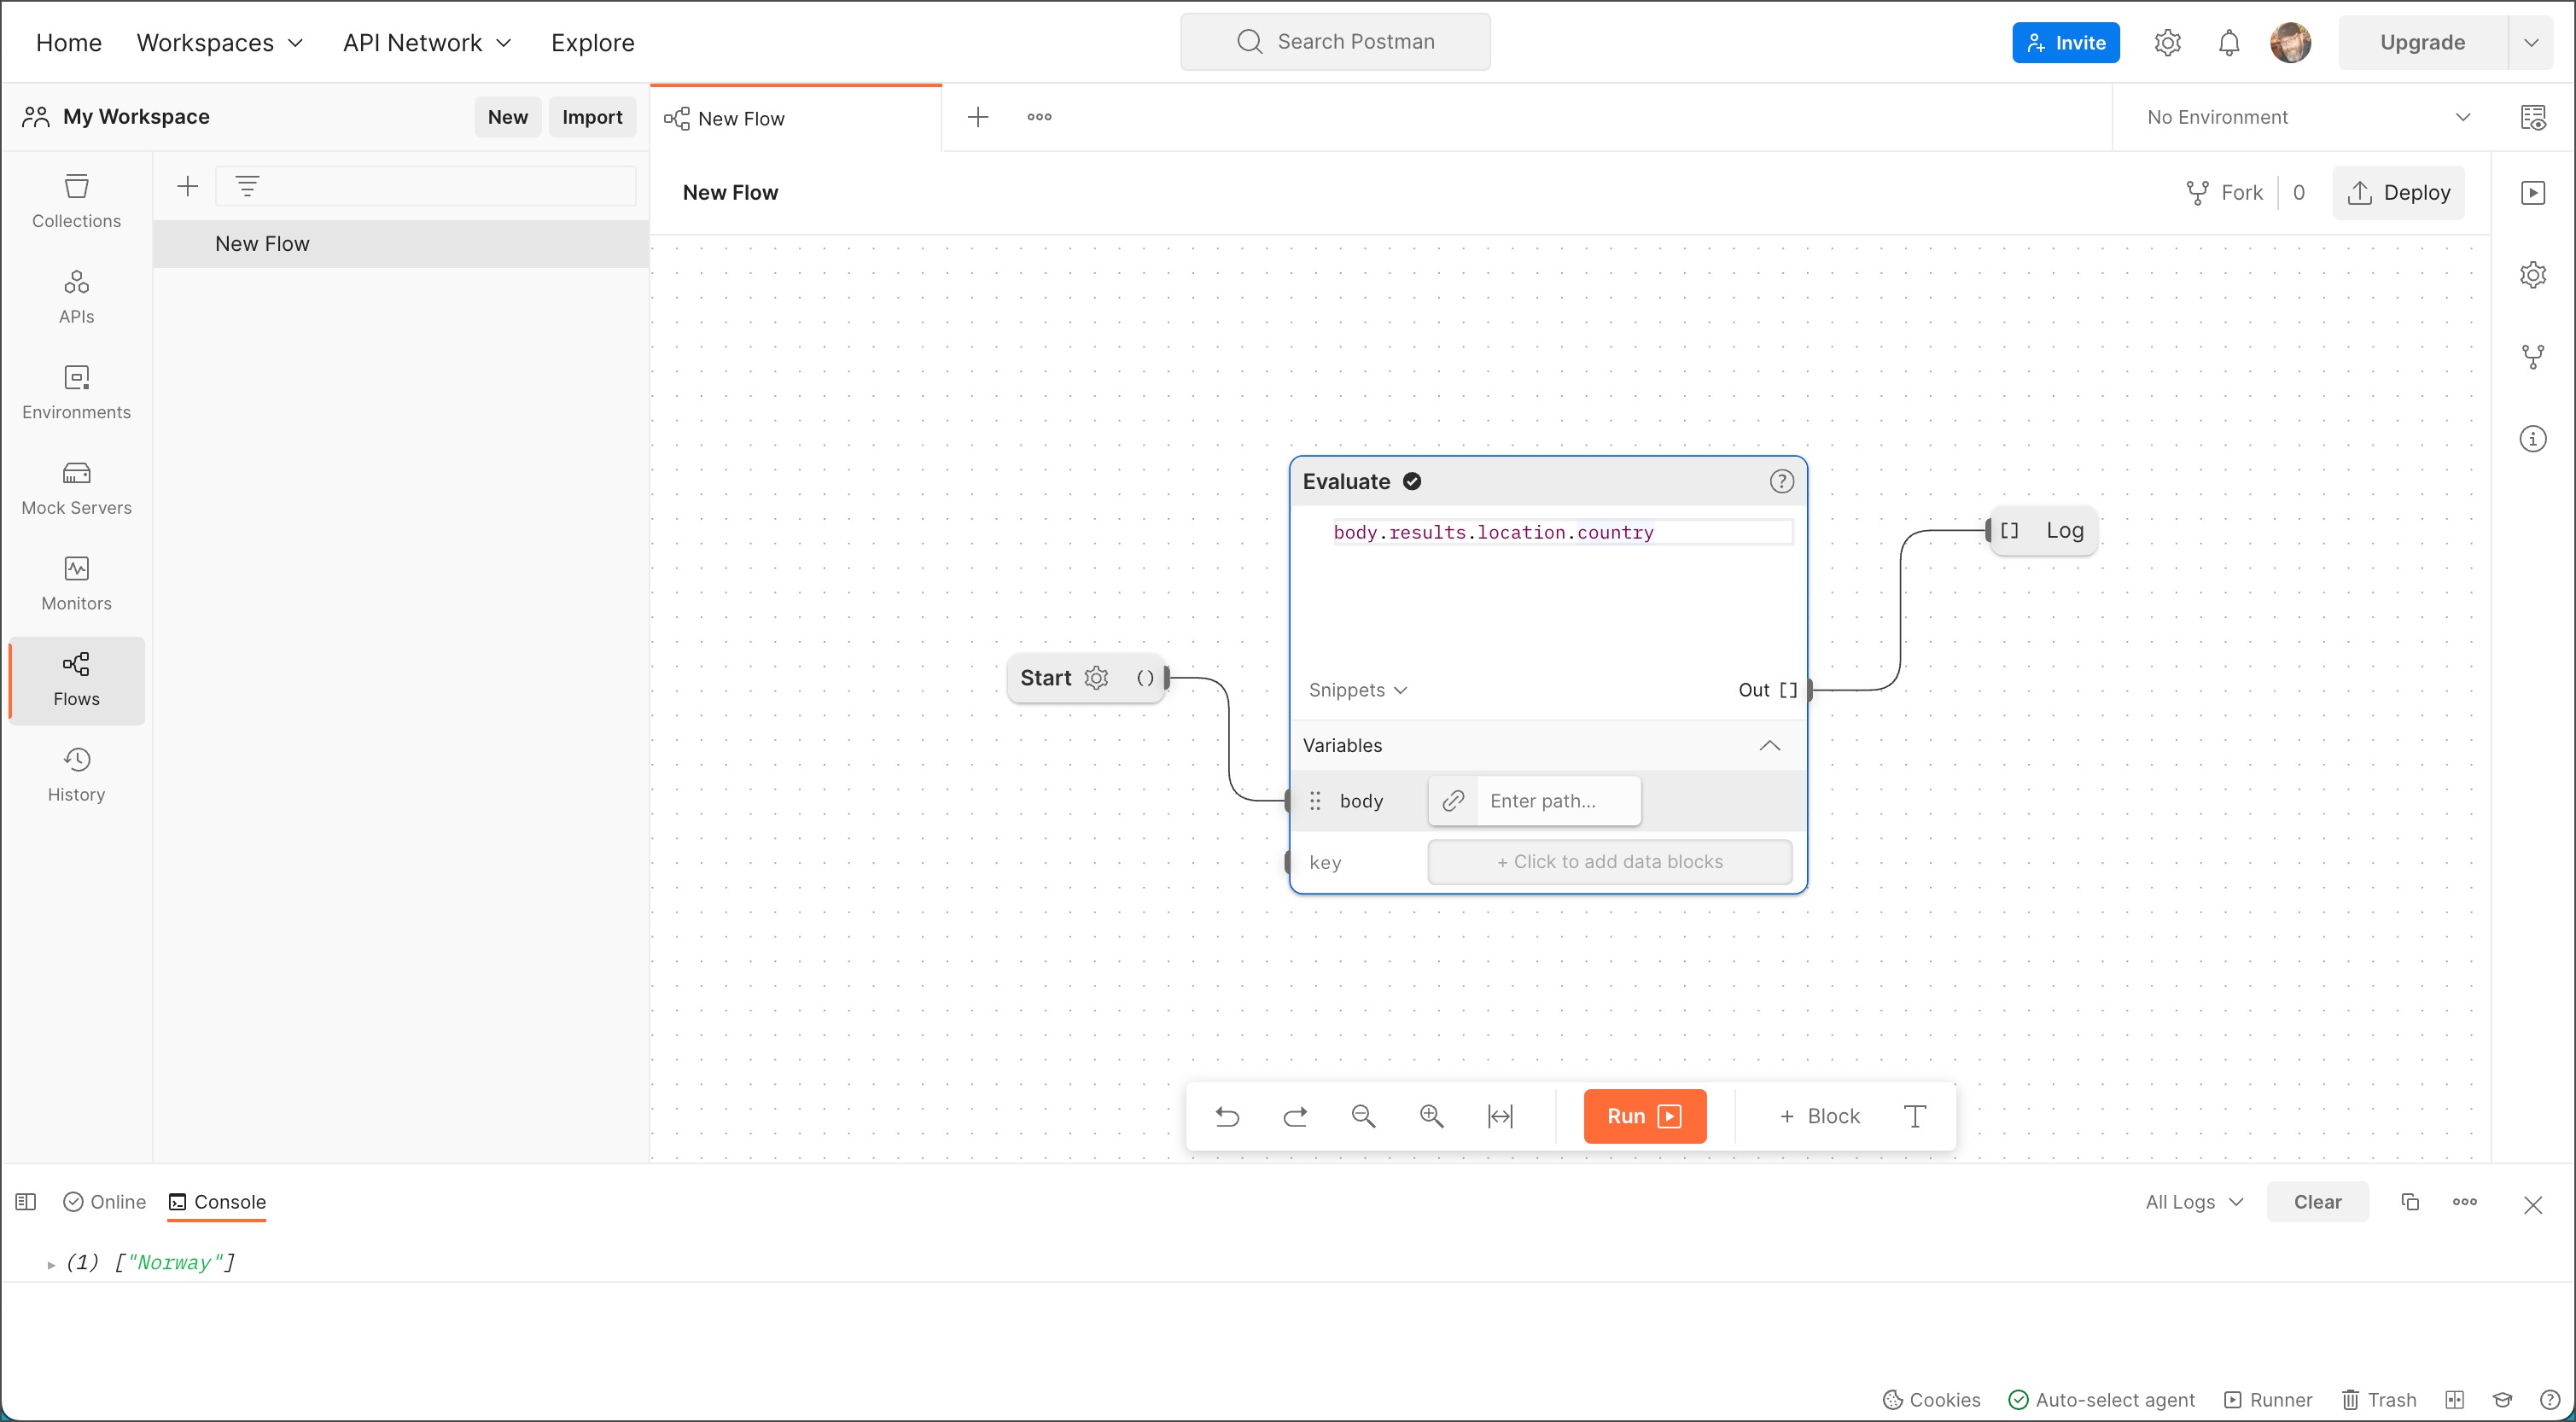 Home Workspaces API Network Explore Search Postman Invite Upgrade
My Workspace New Import New Flow No Environment
Collections
APIs
Environments
Mock Servers
Monitors
Flows
History
New Flow
New Flow Fork 0 Deploy
Start ()
Evaluate ?
body.results.location.country
Snippets Out []
Variables
body Enter path...
key + Click to add data blocks
[] Log
Run + Block T
Online Console All Logs Clear
(1) ["Norway"]
Cookies Auto-select agent Runner Trash ?